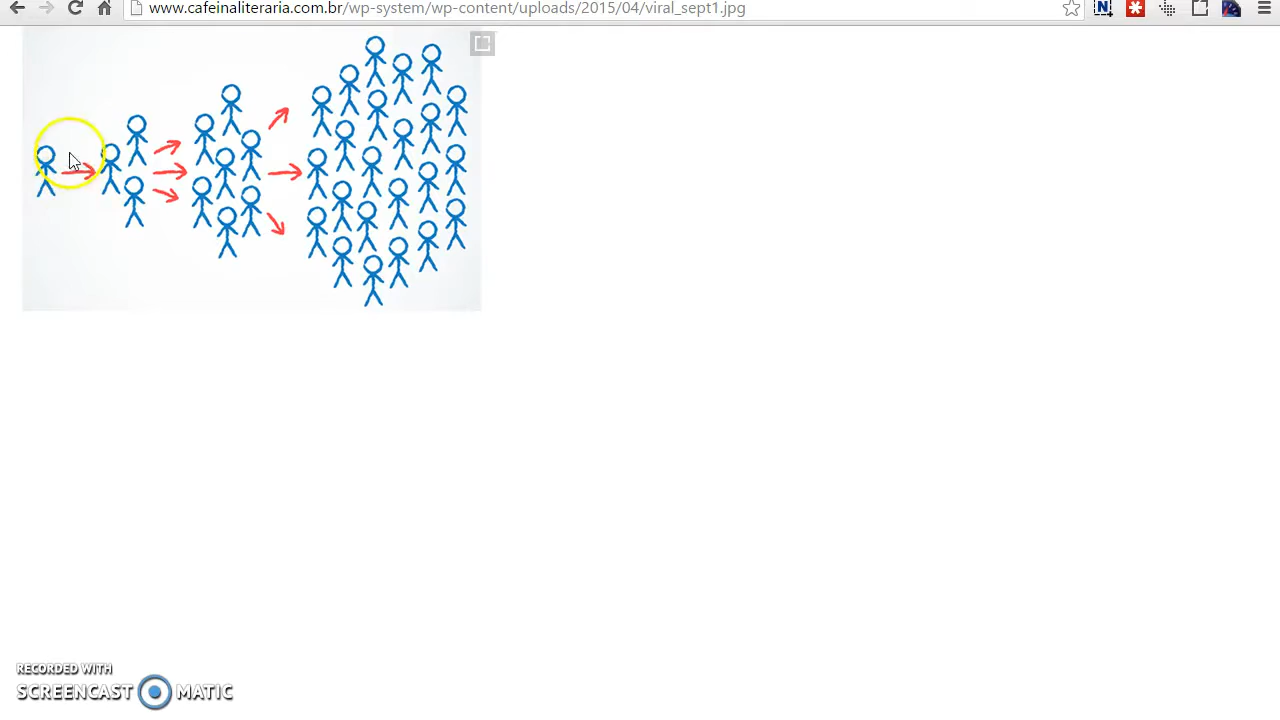 www.cafeinaliteraria.com.br/wp-system/wp-content/uploads/2015/04/viral_sept1.jpg
N
RECORDED WITH
SCREENCAST MATIC